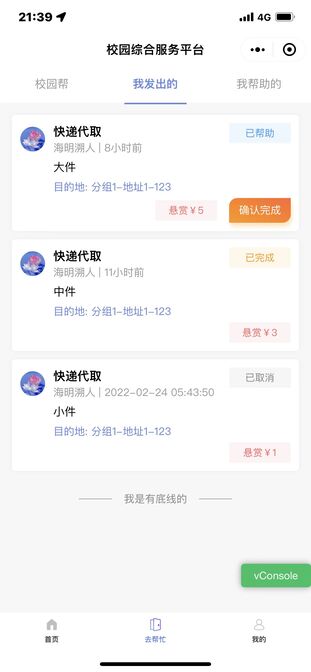 21:39
4G
校园综合服务平台
校园帮 我发出的 我帮助的
快递代取 已帮助
海明溯人 | 8小时前
大件
目的地: 分组1-地址1-123
悬赏 ¥ 5 确认完成
快递代取 已完成
海明溯人 | 11小时前
中件
目的地: 分组1-地址1-123
悬赏 ¥ 3
快递代取 已取消
海明溯人 | 2022-02-24 05:43:50
小件
目的地: 分组1-地址1-123
悬赏 ¥ 1
我是有底线的
vConsole
首页 去帮忙 我的